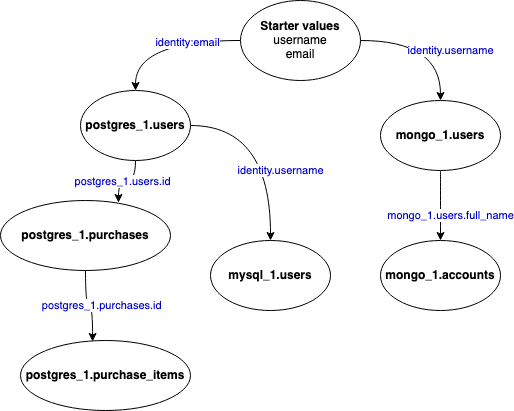 Starter values
username
email
identity:email
identity.username
postgres_1.users
mongo_1.users
postgres_1.users.id
identity.username
mongo_1.users.full_name
postgres_1.purchases
mysql_1.users
mongo_1.accounts
postgres_1.purchases.id
postgres_1.purchase_items